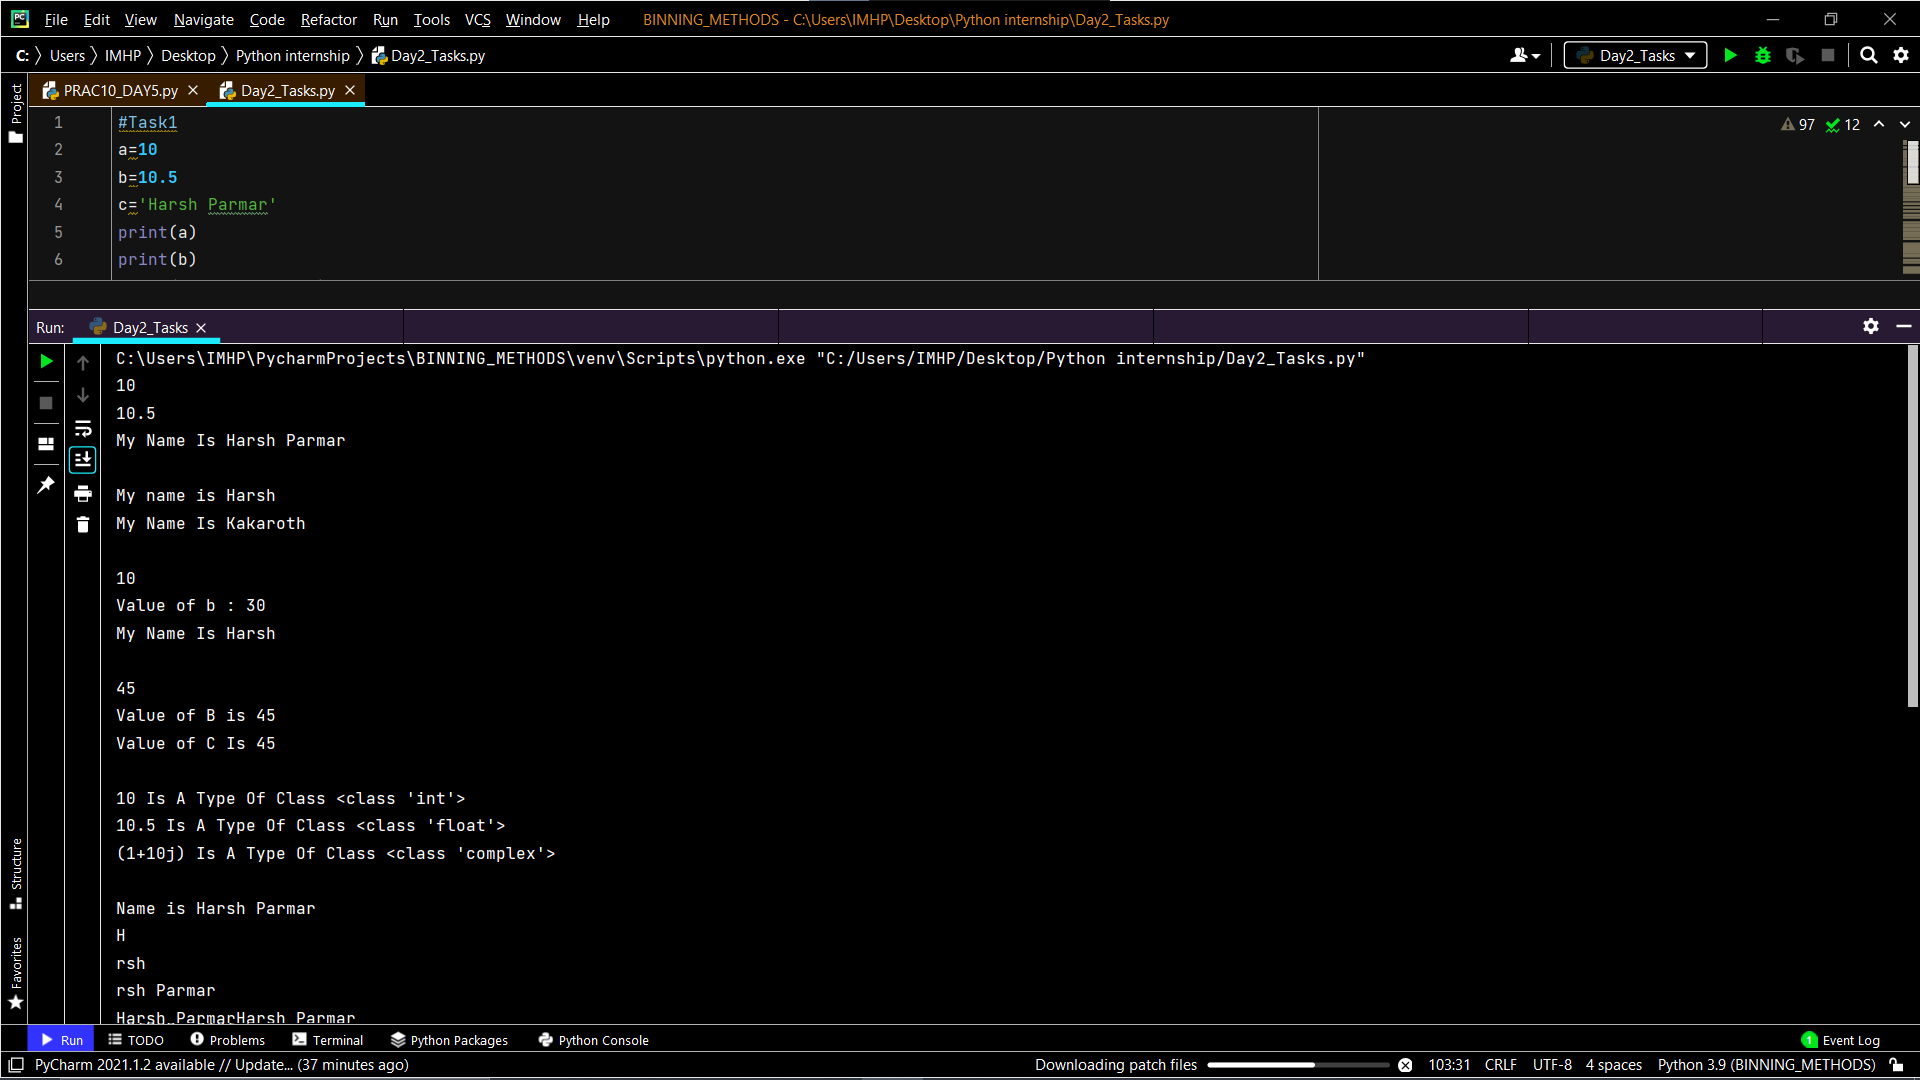 File Edit View Navigate Code Refactor Run Tools VCS Window Help BINNING_METHODS - C:\Users\IMHP\Desktop\Python internship\Day2_Tasks.py
C: Users IMHP Desktop Python internship Day2_Tasks.py Day2_Tasks
Project
PRAC10_DAY5.py Day2_Tasks.py
97 12
1 #Task1
2 a=10
3 b=10.5
4 c='Harsh Parmar'
5 print(a)
6 print(b)
Run: Day2_Tasks
C:\Users\IMHP\PycharmProjects\BINNING_METHODS\venv\Scripts\python.exe "C:/Users/IMHP/Desktop/Python internship/Day2_Tasks.py"
10
10.5
My Name Is Harsh Parmar
My name is Harsh
My Name Is Kakaroth
10
Value of b : 30
My Name Is Harsh
45
Value of B is 45
Value of C Is 45
10 Is A Type Of Class <class 'int'>
10.5 Is A Type Of Class <class 'float'>
(1+10j) Is A Type Of Class <class 'complex'>
Name is Harsh Parmar
H
rsh
rsh Parmar
Harsh ParmarHarsh Parmar
Structure
Favorites
Run TODO Problems Terminal Python Packages Python Console 1 Event Log
PyCharm 2021.1.2 available // Update... (37 minutes ago) Downloading patch files 103:31 CRLF UTF-8 4 spaces Python 3.9 (BINNING_METHODS)